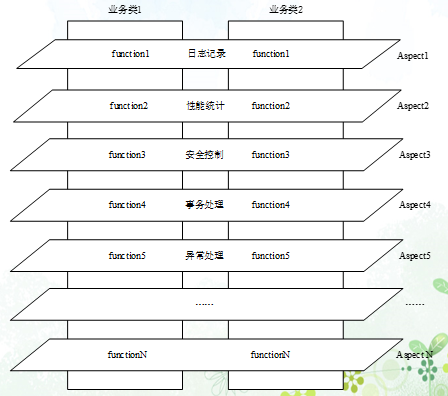 业务类1 业务类2
function1 日志记录 function1 Aspect1
function2 性能统计 function2 Aspect2
function3 安全控制 function3 Aspect3
function4 事务处理 function4 Aspect4
function5 异常处理 function5 Aspect5
…… ……
functionN functionN AspectN